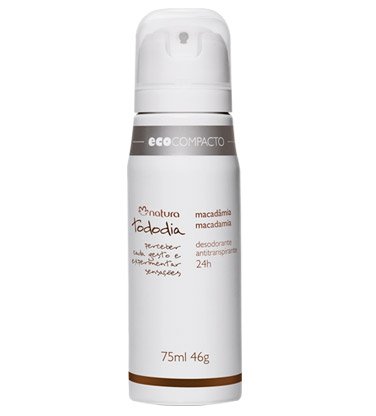 ecoCOMPACTO
natura
tododia
perceber
cada gesto e
experimentar
sensações
macadâmia
macadamia
desodorante
antitranspirante
24h
75ml 46g